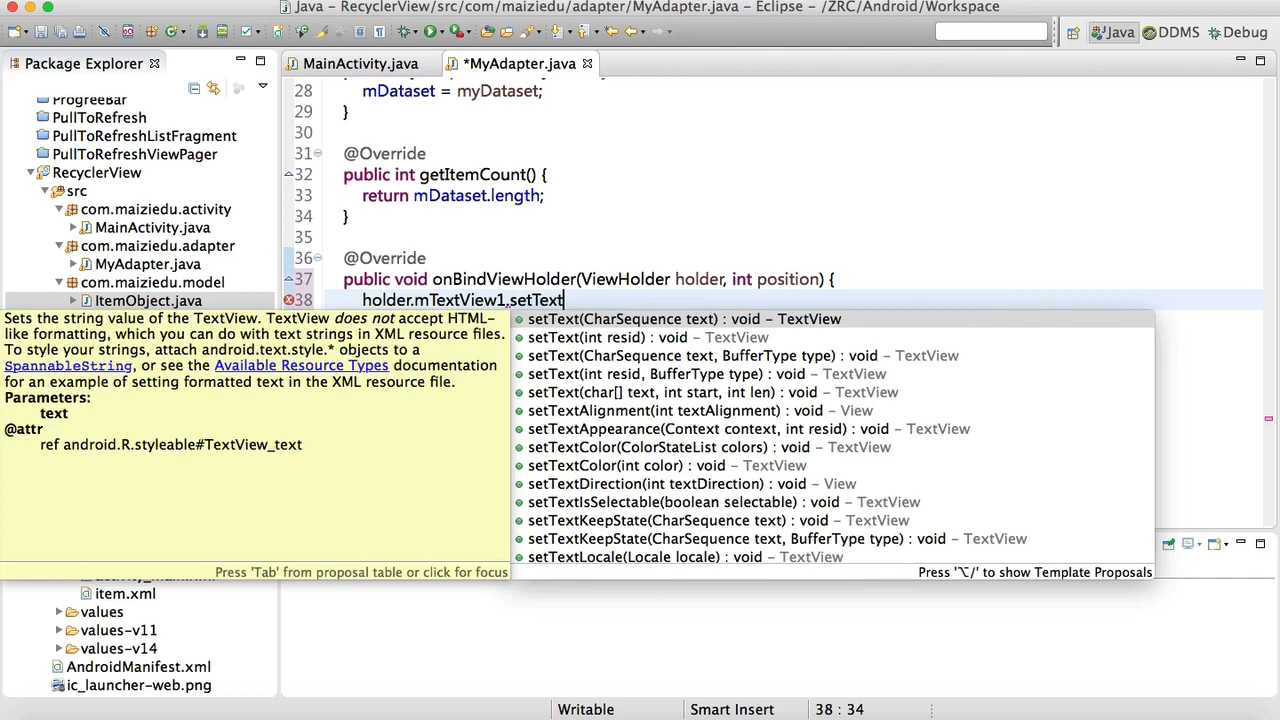 Java - RecyclerView/src/com/maiziedu/adapter/MyAdapter.java - Eclipse - /ZRC/Android/Workspace
Java
DDMS
Debug
Package Explorer
MainActivity.java
*MyAdapter.java
ProgreeBar
PullToRefresh
PullToRefreshListFragment
PullToRefreshViewPager
RecyclerView
src
com.maiziedu.activity
MainActivity.java
com.maiziedu.adapter
MyAdapter.java
com.maiziedu.model
ItemObject.java
28 mDataset = myDataset;
29 }
30
31 @Override
32 public int getItemCount() {
33 return mDataset.length;
34 }
35
36 @Override
37 public void onBindViewHolder(ViewHolder holder, int position) {
38 holder.mTextView1.setText
Sets the string value of the TextView. TextView does not accept HTML-
like formatting, which you can do with text strings in XML resource files.
To style your strings, attach android.text.style.* objects to a
SpannableString, or see the Available Resource Types documentation
for an example of setting formatted text in the XML resource file.
Parameters:
text
@attr
ref android.R.styleable#TextView_text
Press 'Tab' from proposal table or click for focus
setText(CharSequence text) : void - TextView
setText(int resid) : void - TextView
setText(CharSequence text, BufferType type) : void - TextView
setText(int resid, BufferType type) : void - TextView
setText(char[] text, int start, int len) : void - TextView
setTextAlignment(int textAlignment) : void - View
setTextAppearance(Context context, int resid) : void - TextView
setTextColor(ColorStateList colors) : void - TextView
setTextColor(int color) : void - TextView
setTextDirection(int textDirection) : void - View
setTextIsSelectable(boolean selectable) : void - TextView
setTextKeepState(CharSequence text) : void - TextView
setTextKeepState(CharSequence text, BufferType type) : void - TextView
setTextLocale(Locale locale) : void - TextView
Press '⌥/' to show Template Proposals
item.xml
values
values-v11
values-v14
AndroidManifest.xml
ic_launcher-web.png
Writable
Smart Insert
38 : 34